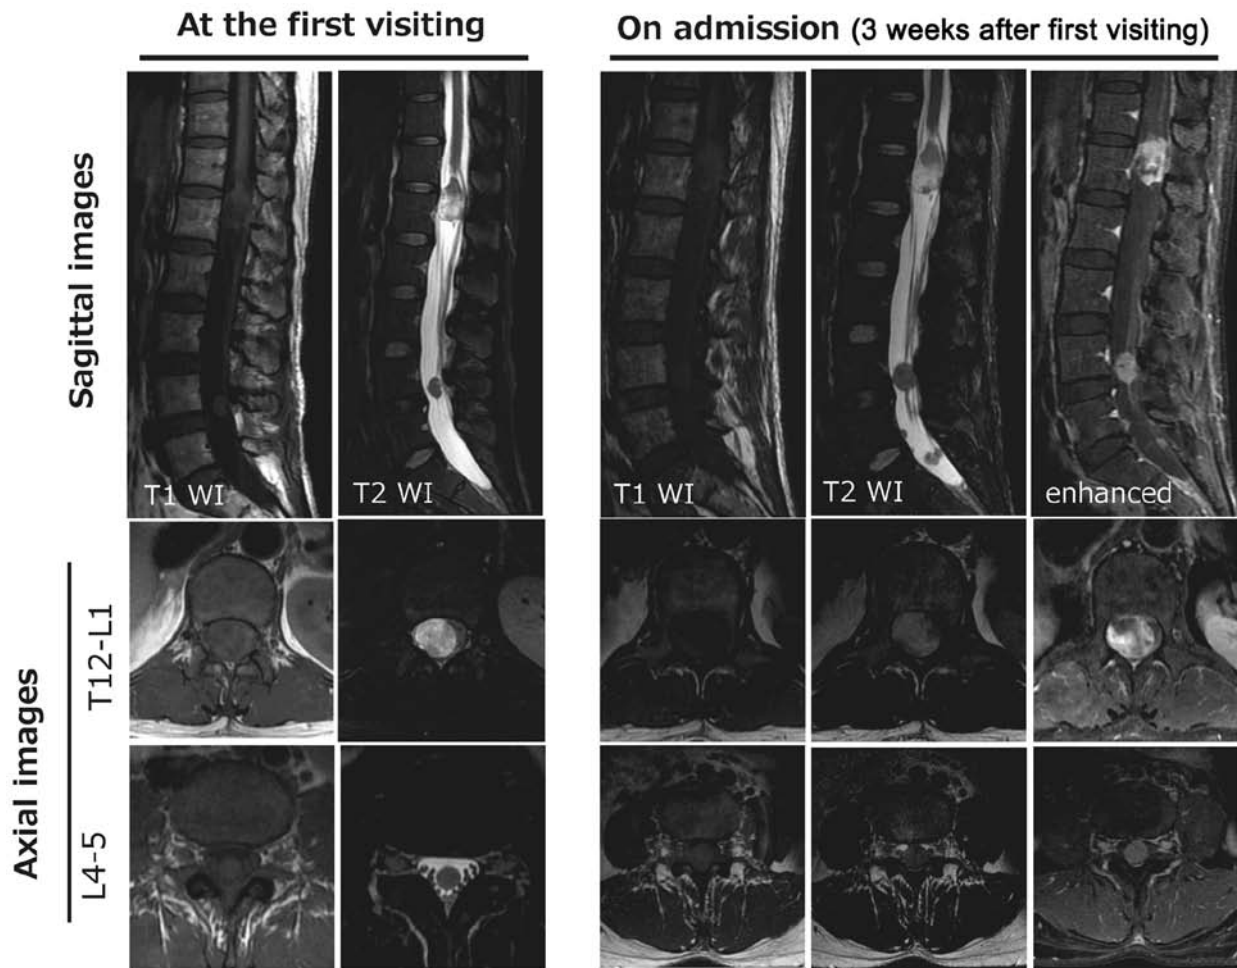 At the first visiting
On admission (3 weeks after first visiting)
Sagittal images
T1 WI
T2 WI
T1 WI
T2 WI
enhanced
Axial images
T12-L1
L4-5